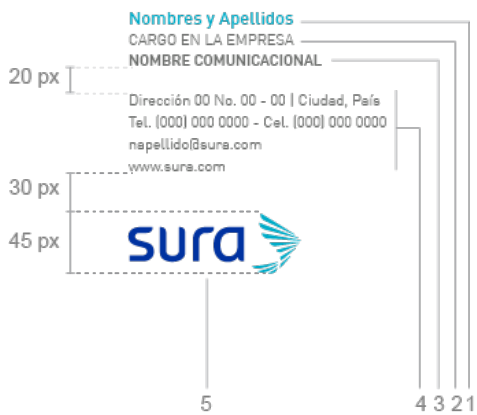 Nombres y Apellidos
CARGO EN LA EMPRESA
NOMBRE COMUNICACIONAL
20 px
Dirección 00 No. 00 - 00 | Ciudad, País
Tel. (000) 000 0000 - Cel. (000) 000 0000
napellido@sura.com
www.sura.com
30 px
45 px
sura
5 4 3 2 1